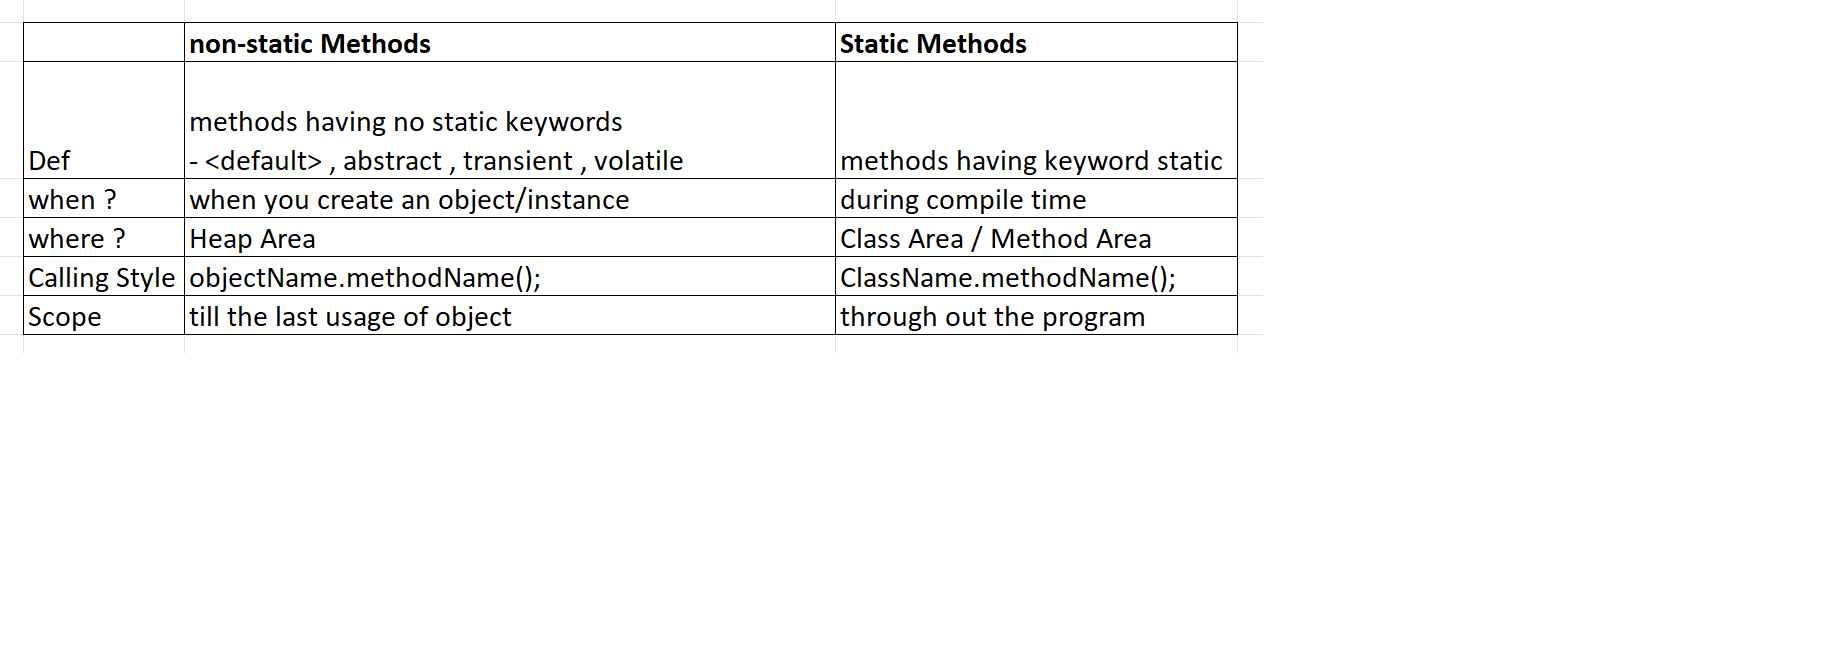 non-static Methods Static Methods
methods having no static keywords
Def - <default> , abstract , transient , volatile methods having keyword static
when ? when you create an object/instance during compile time
where ? Heap Area Class Area / Method Area
Calling Style objectName.methodName(); ClassName.methodName();
Scope till the last usage of object through out the program